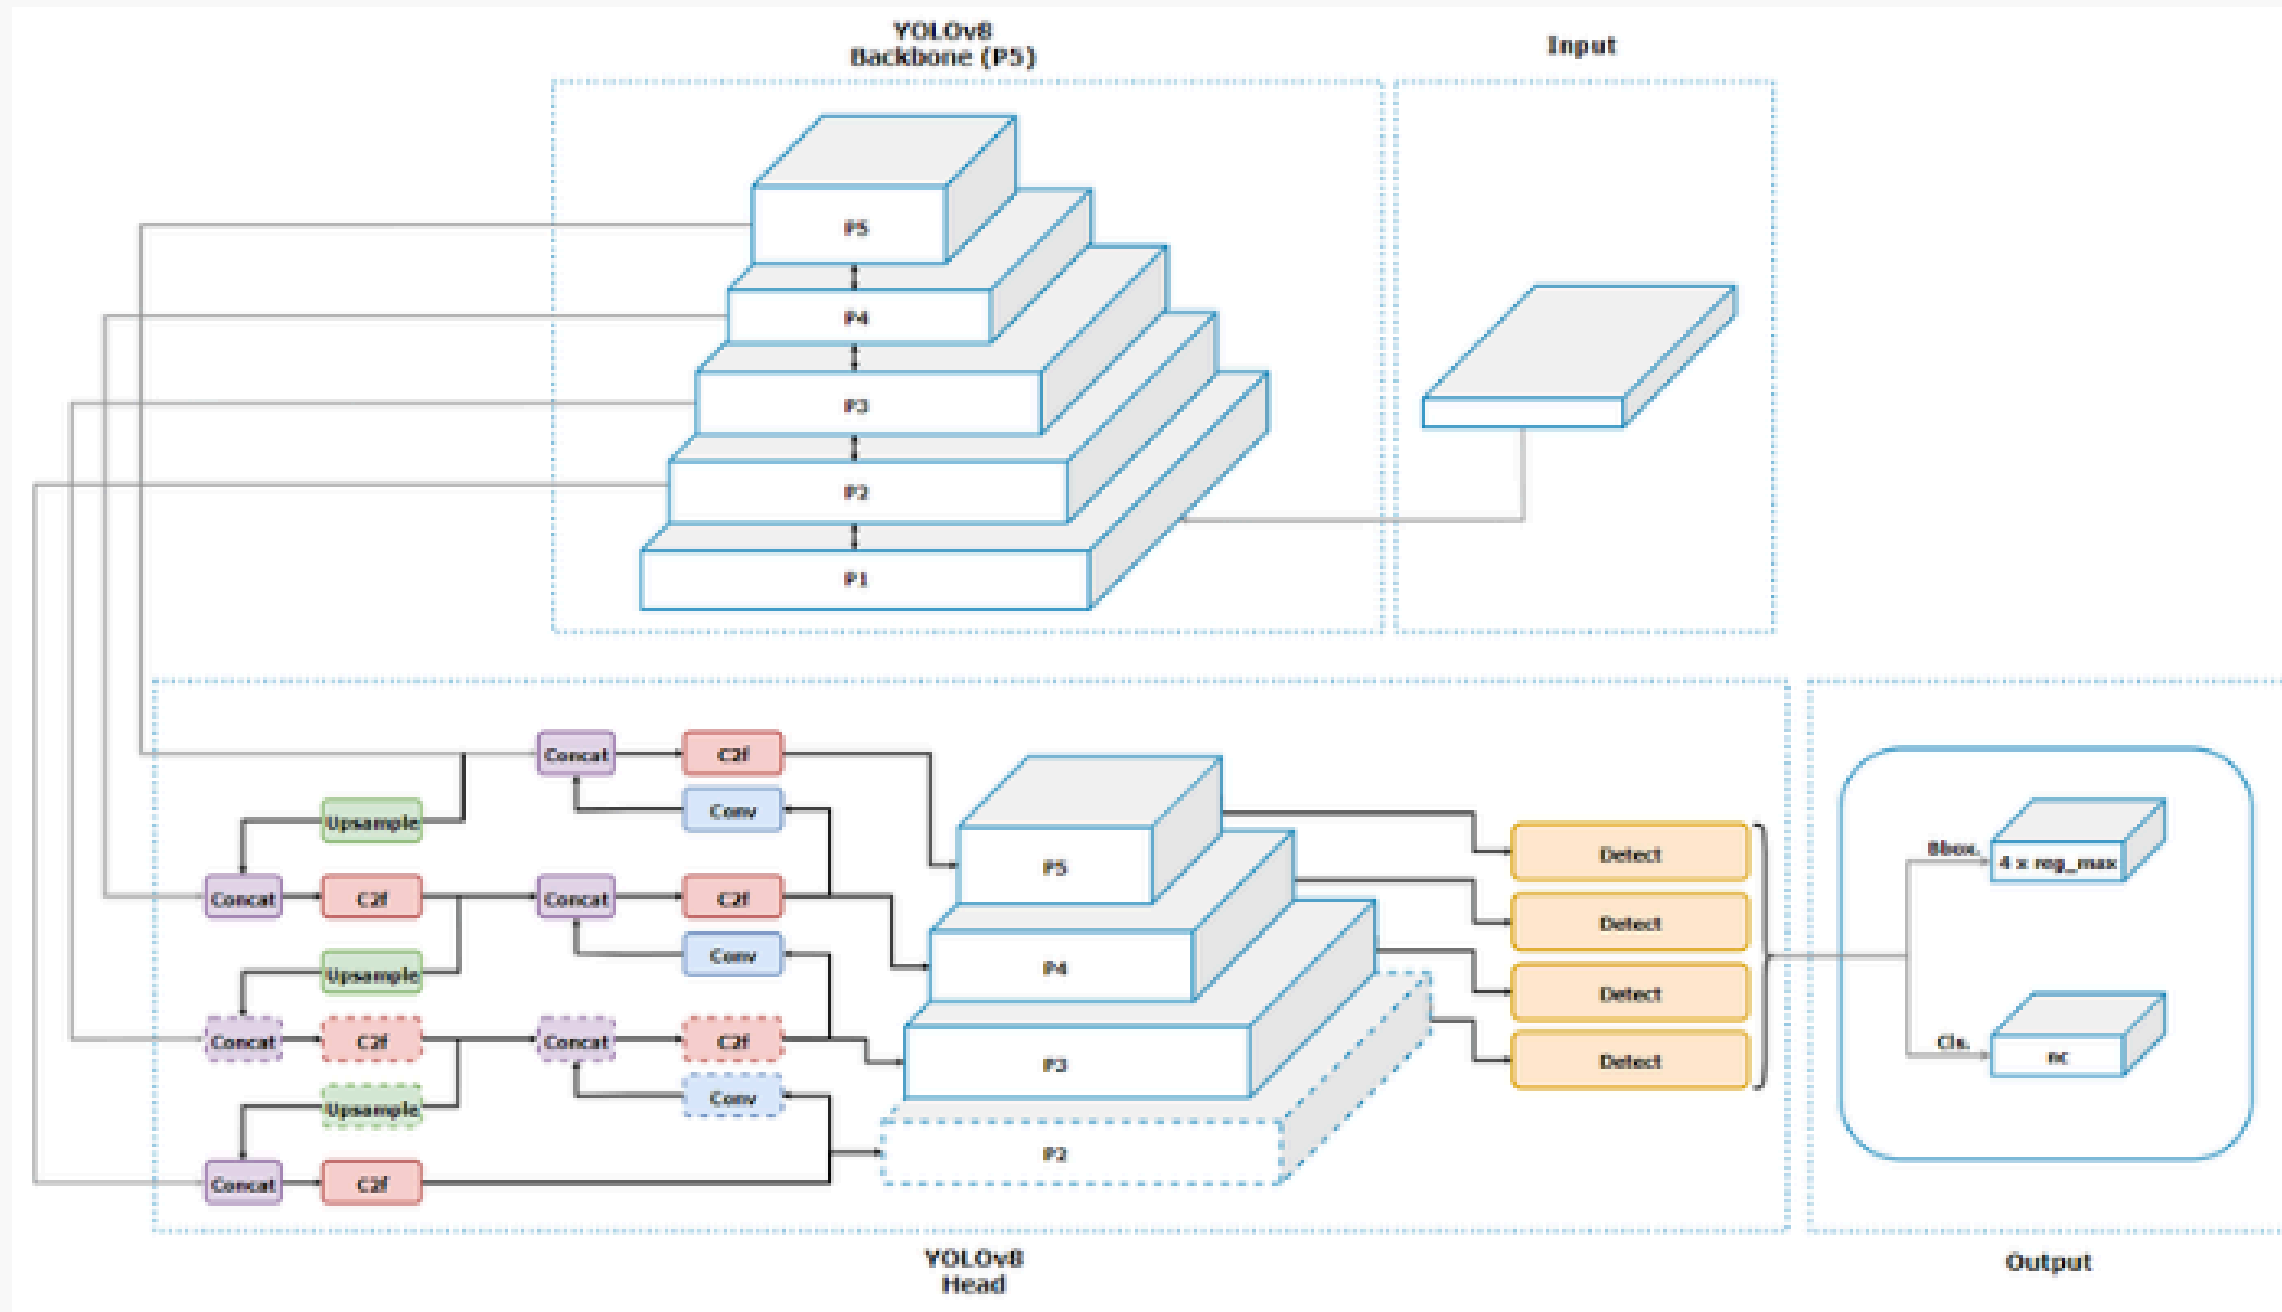 YOLOv8
Backbone (P5)
Input
P5
P4
P3
P2
P1
Concat
C2f
Conv
Upsample
Concat
C2f
Concat
C2f
Conv
Upsample
Concat
C2f
Concat
C2f
Conv
Upsample
Concat
C2f
P5
P4
P3
P2
Detect
Detect
Detect
Detect
Bbox.
4 x reg_max
Cls.
nc
YOLOv8
Head
Output